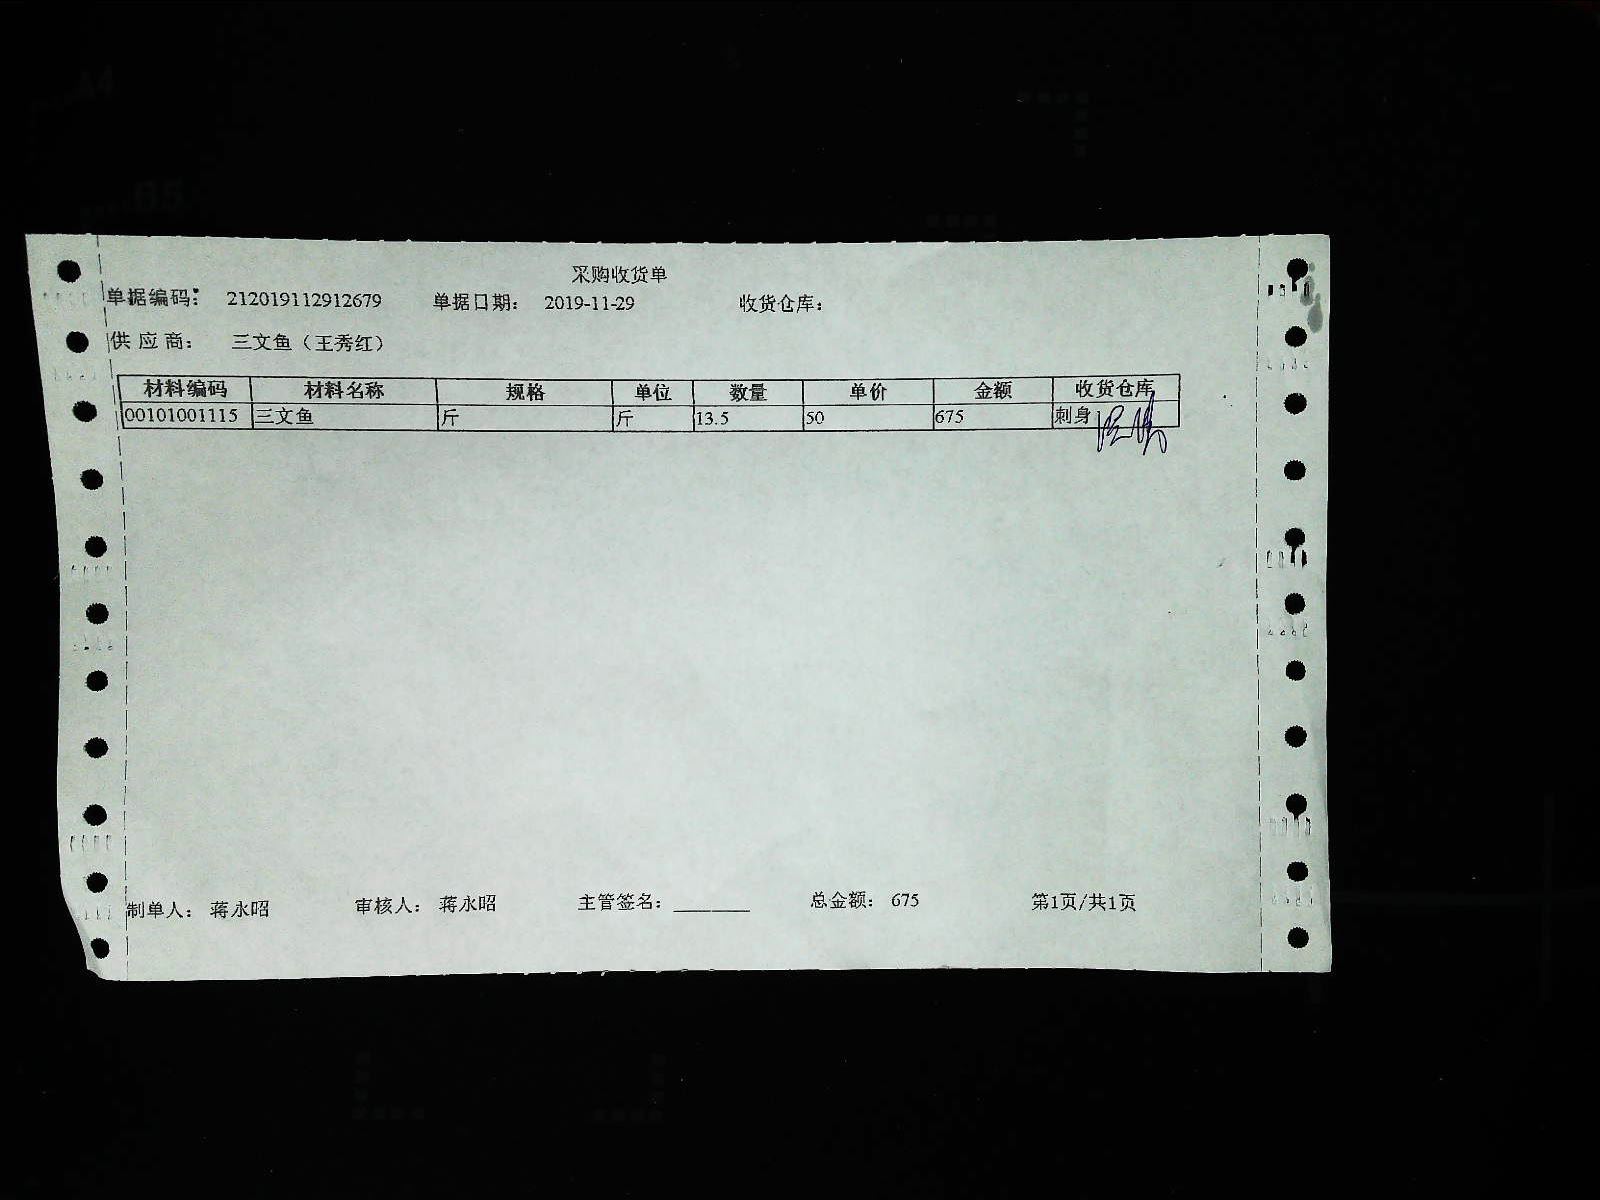 采购收货单
单据编码： 212019112912679 单据日期： 2019-11-29 收货仓库：
供 应 商： 三文鱼（王秀红）
材料编码 材料名称 规格 单位 数量 单价 金额 收货仓库
00101001115 三文鱼 斤 斤 13.5 50 675 刺身
制单人： 蒋永昭 审核人： 蒋永昭 主管签名：________ 总金额： 675 第1页/共1页